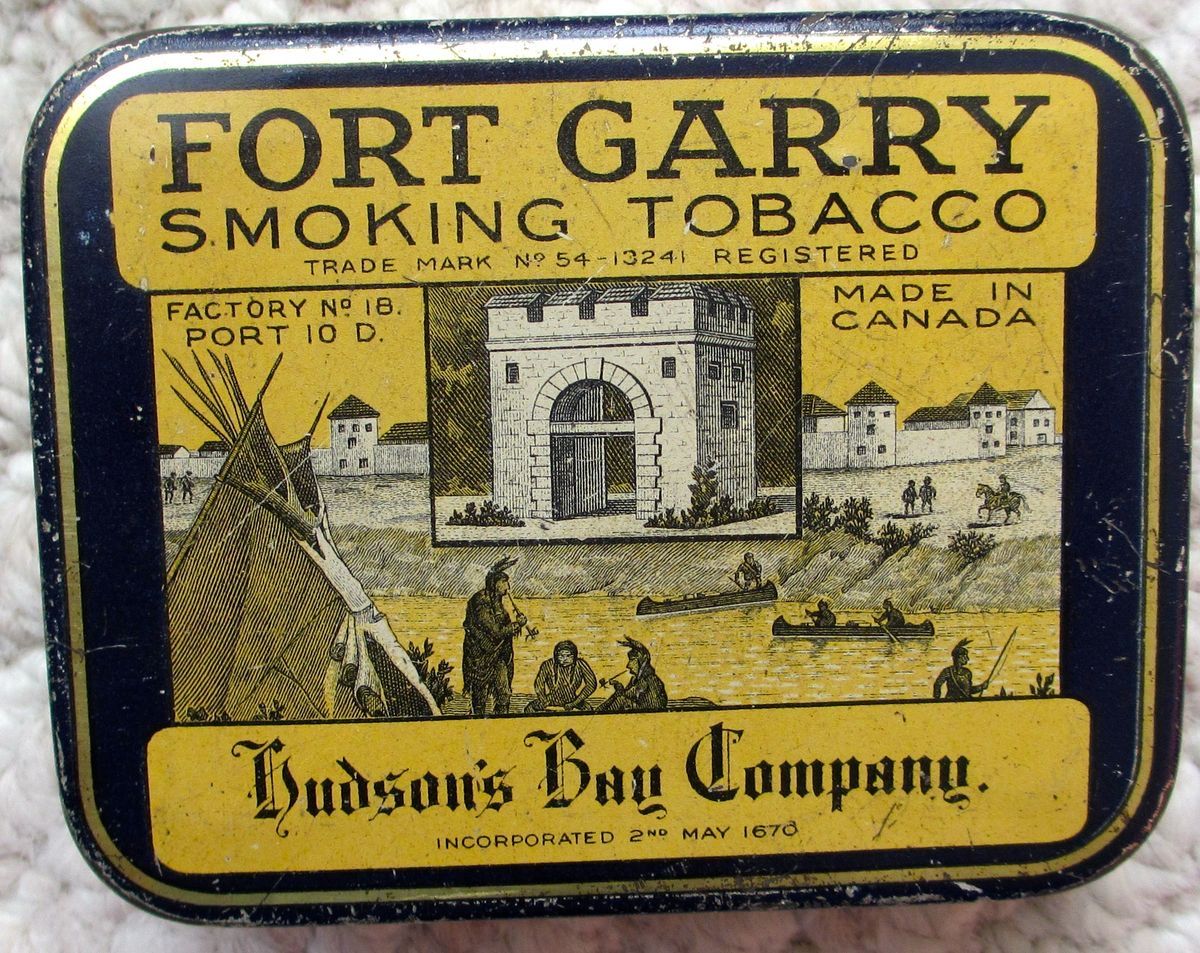 FORT GARRY
SMOKING TOBACCO
TRADE MARK Nº 54-13241 REGISTERED
FACTORY Nº 18.
PORT 10 D.
MADE IN
CANADA
Hudson's Bay Company.
INCORPORATED 2ND MAY 1670